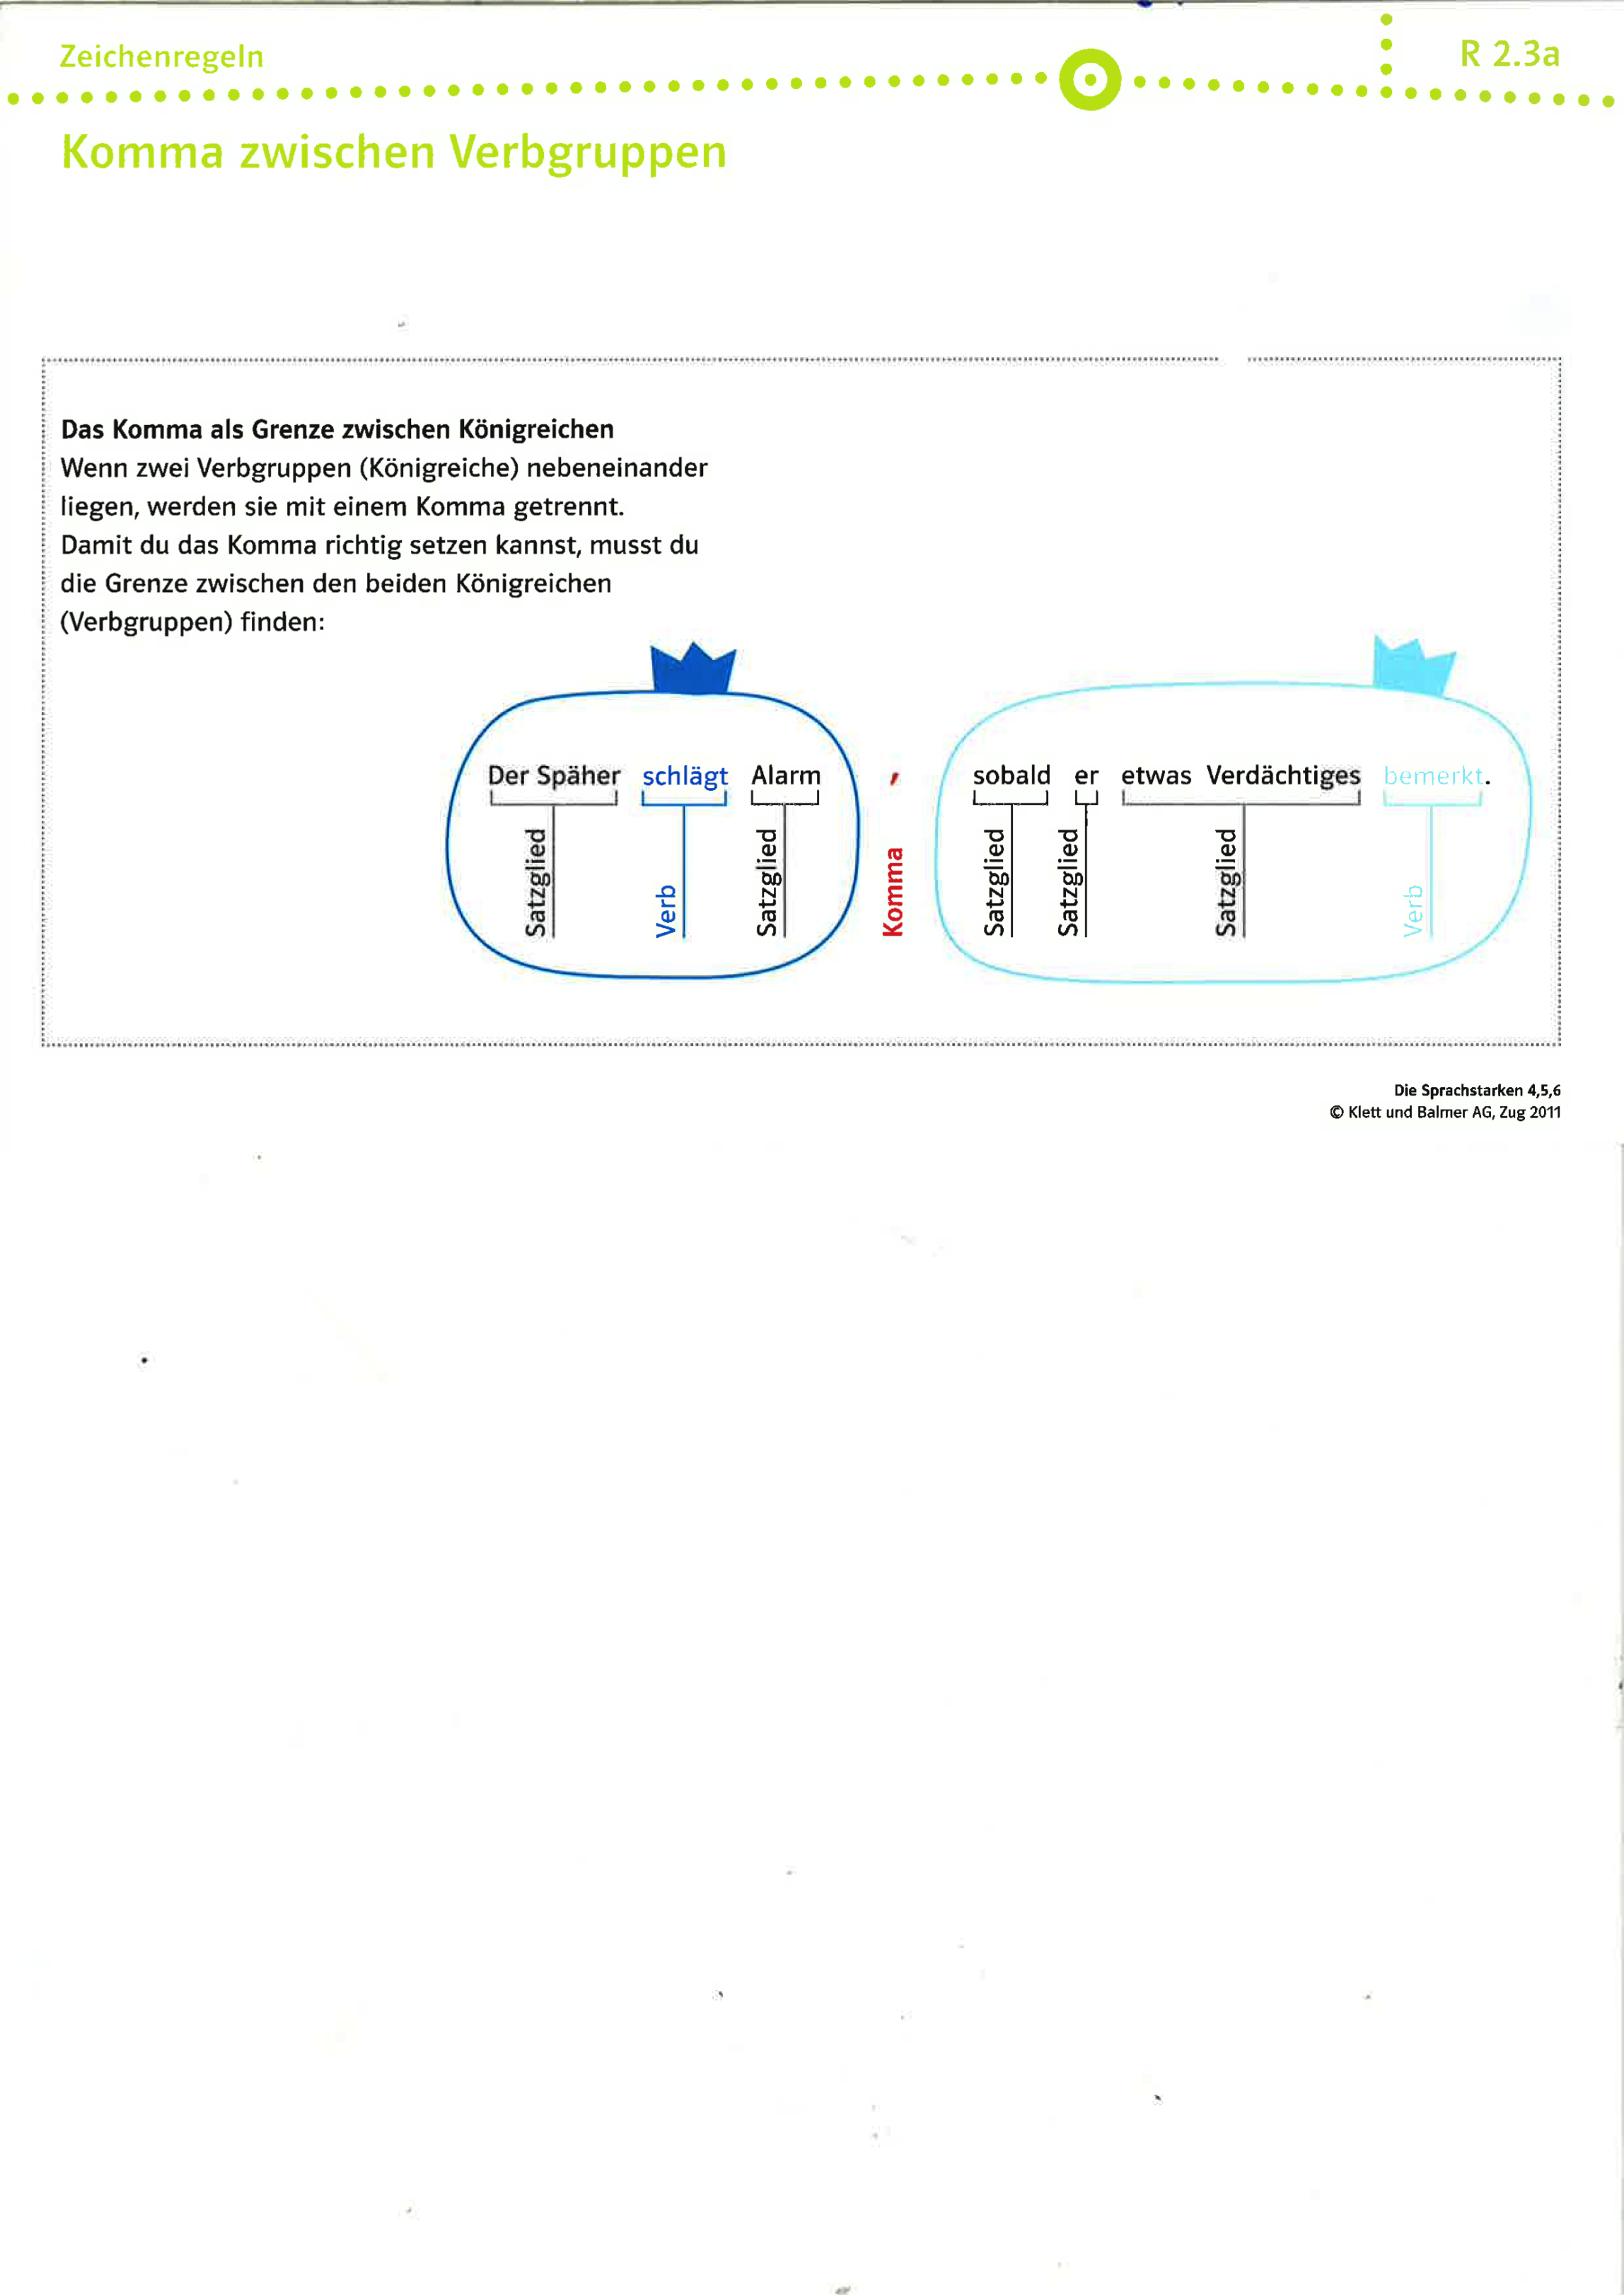 Zeichenregeln
R 2.3a
Komma zwischen Verbgruppen
Das Komma als Grenze zwischen Königreichen
Wenn zwei Verbgruppen (Königreiche) nebeneinander
liegen, werden sie mit einem Komma getrennt.
Damit du das Komma richtig setzen kannst, musst du
die Grenze zwischen den beiden Königreichen
(Verbgruppen) finden:
Der Späher schlägt Alarm , sobald er etwas Verdächtiges bemerkt.
Satzglied Verb Satzglied Komma Satzglied Satzglied Satzglied Verb
Die Sprachstarken 4,5,6
© Klett und Balmer AG, Zug 2011